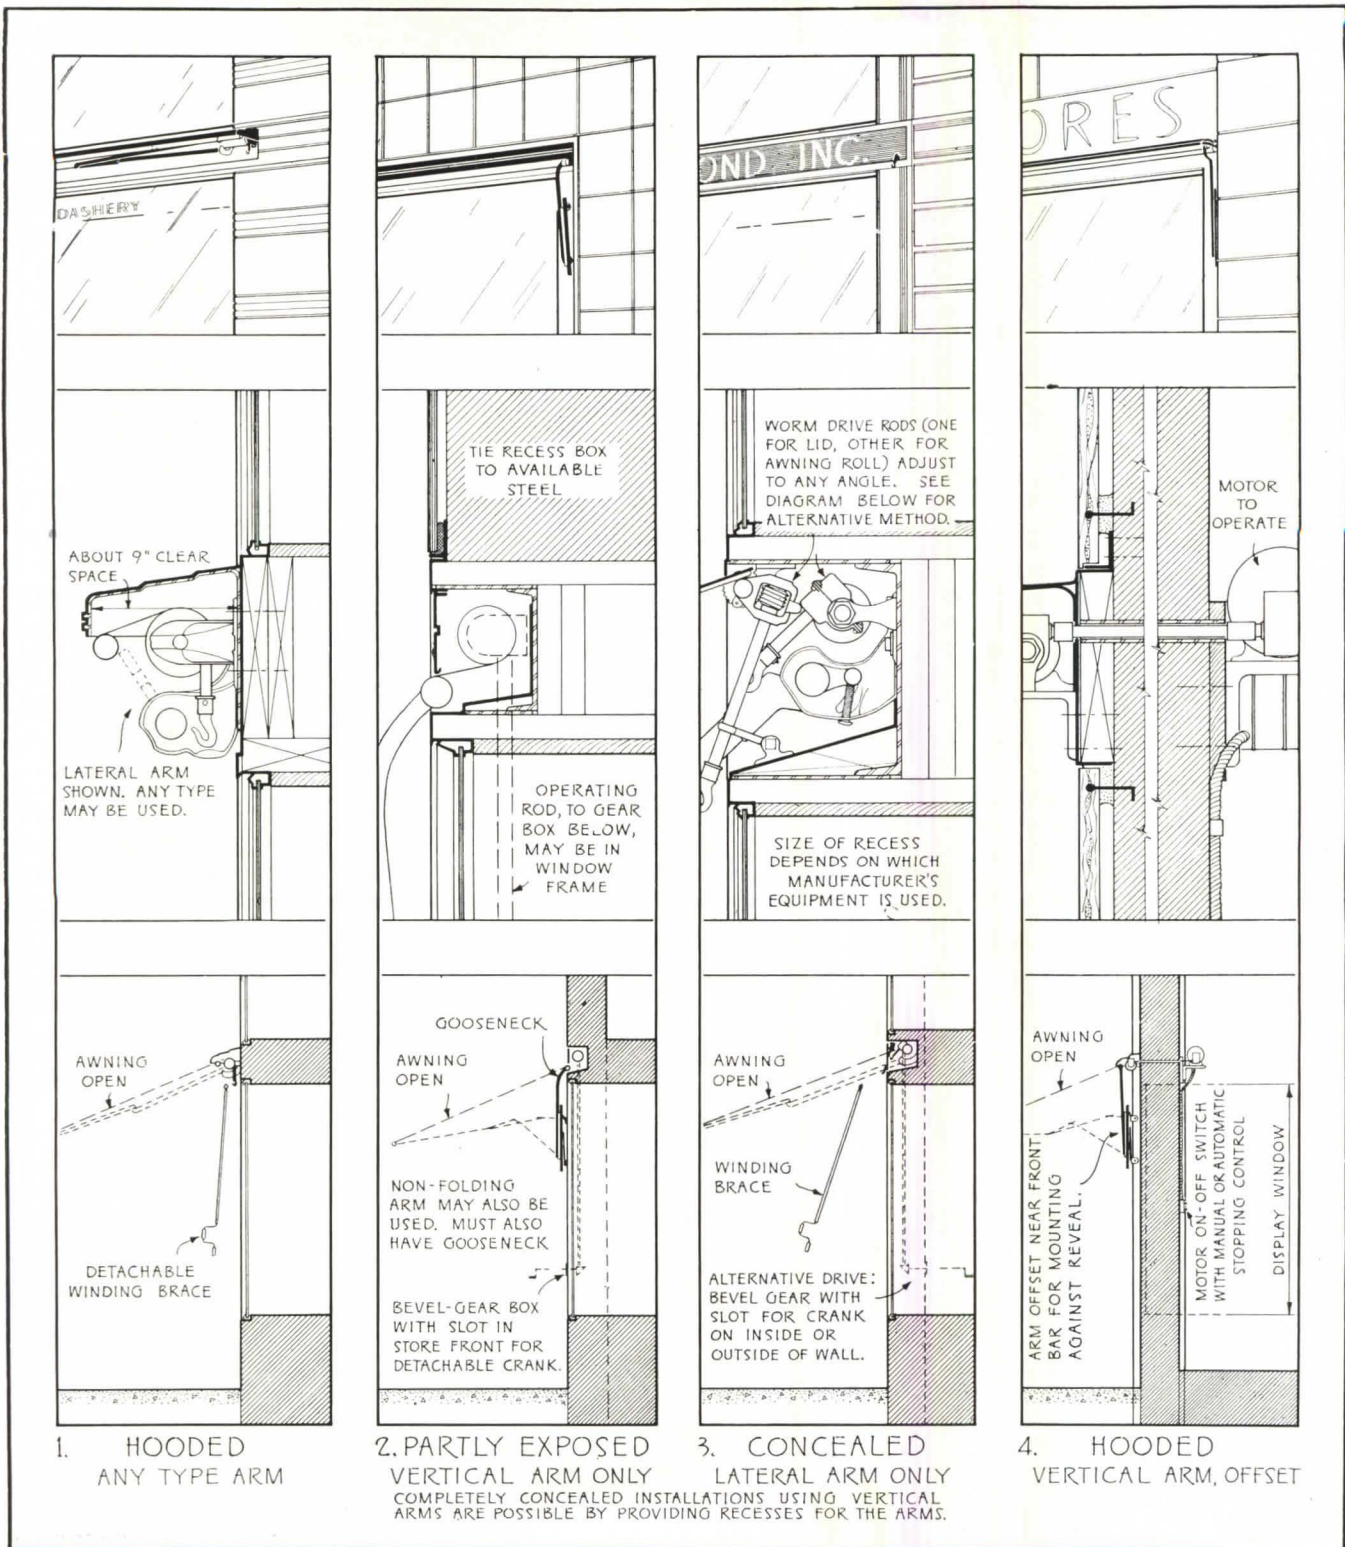 DASHERY
OND, INC.
ORES
ABOUT 9" CLEAR
SPACE
LATERAL ARM
SHOWN. ANY TYPE
MAY BE USED.
TIE RECESS BOX
TO AVAILABLE
STEEL
OPERATING
ROD, TO GEAR
BOX BELOW,
MAY BE IN
WINDOW
FRAME
WORM DRIVE RODS (ONE
FOR LID, OTHER FOR
AWNING ROLL) ADJUST
TO ANY ANGLE. SEE
DIAGRAM BELOW FOR
ALTERNATIVE METHOD.
SIZE OF RECESS
DEPENDS ON WHICH
MANUFACTURER'S
EQUIPMENT IS USED.
MOTOR
TO
OPERATE
AWNING
OPEN
DETACHABLE
WINDING BRACE
GOOSENECK
AWNING
OPEN
NON-FOLDING
ARM MAY ALSO BE
USED. MUST ALSO
HAVE GOOSENECK
BEVEL-GEAR BOX
WITH SLOT IN
STORE FRONT FOR
DETACHABLE CRANK.
AWNING
OPEN
WINDING
BRACE
ALTERNATIVE DRIVE:
BEVEL GEAR WITH
SLOT FOR CRANK
ON INSIDE OR
OUTSIDE OF WALL.
AWNING
OPEN
ARM OFFSET NEAR FRONT
BAR FOR MOUNTING
AGAINST REVEAL.
MOTOR ON-OFF SWITCH
WITH MANUAL OR AUTOMATIC
STOPPING CONTROL
DISPLAY WINDOW
1. HOODED
ANY TYPE ARM
2. PARTLY EXPOSED
VERTICAL ARM ONLY
3. CONCEALED
LATERAL ARM ONLY
4. HOODED
VERTICAL ARM, OFFSET
COMPLETELY CONCEALED INSTALLATIONS USING VERTICAL
ARMS ARE POSSIBLE BY PROVIDING RECESSES FOR THE ARMS.